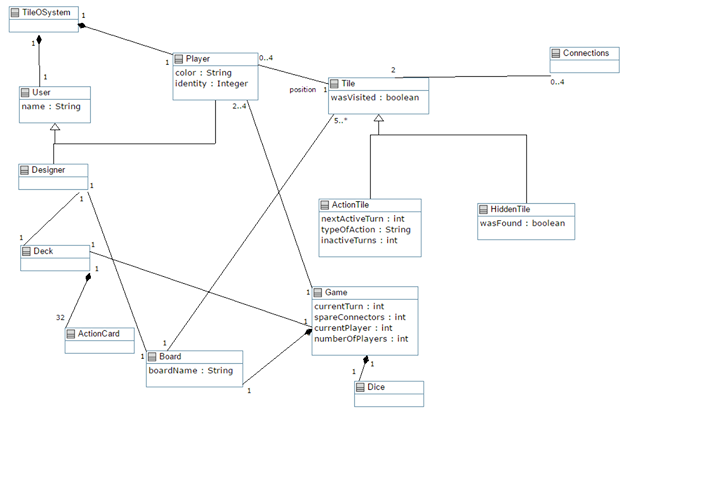 TileOSystem
1
1
1
1
Player
color : String
identity : Integer
0..4
2..4
position
1
Tile
wasVisited : boolean
5..*
2
Connections
0..4
User
name : String
Designer
1
1
ActionTile
nextActiveTurn : int
typeOfAction : String
inactiveTurns : int
HiddenTile
wasFound : boolean
1
Deck
1
1
32
ActionCard
1
Game
currentTurn : int
spareConnectors : int
currentPlayer : int
numberOfPlayers : int
1
1
1
Board
boardName : String
1
1
1
Dice